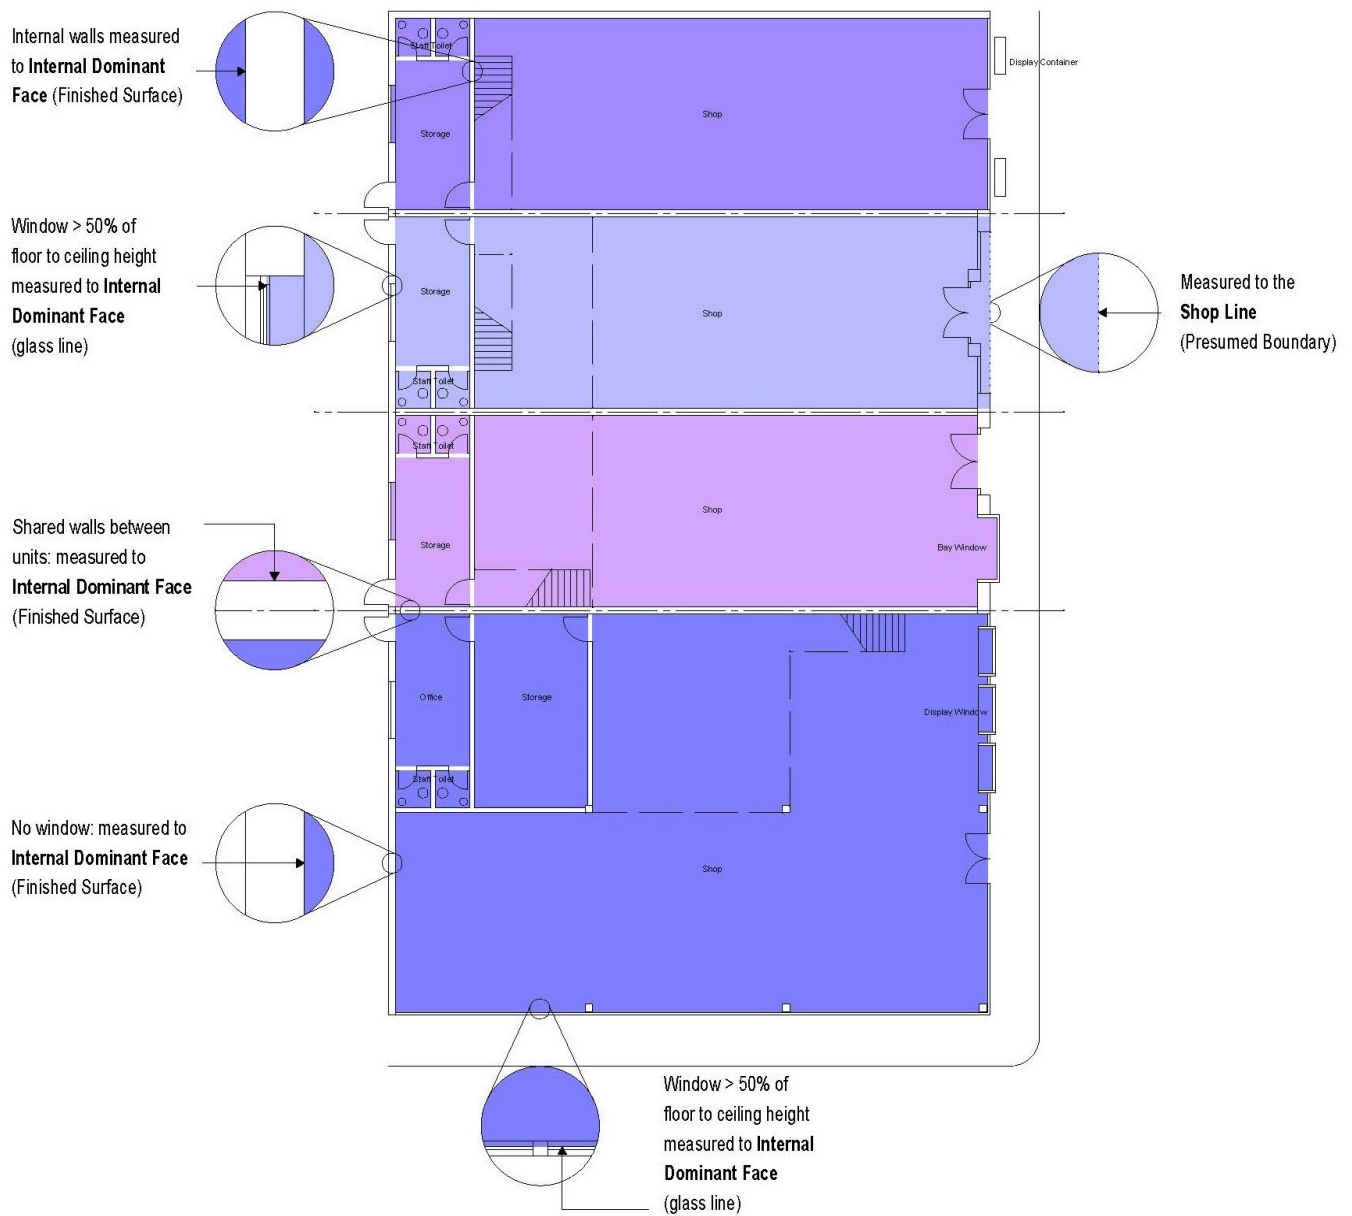 Internal walls measured
to Internal Dominant
Face (Finished Surface)
Staff Toilet
Display Container
Shop
Storage
Window > 50% of
floor to ceiling height
measured to Internal
Dominant Face
(glass line)
Storage
Shop
Measured to the
Shop Line
(Presumed Boundary)
Staff Toilet
Staff Toilet
Shop
Shared walls between
units: measured to
Internal Dominant Face
(Finished Surface)
Storage
Bay Window
Office
Storage
Display Window
Staff Toilet
No window: measured to
Internal Dominant Face
(Finished Surface)
Shop
Window > 50% of
floor to ceiling height
measured to Internal
Dominant Face
(glass line)